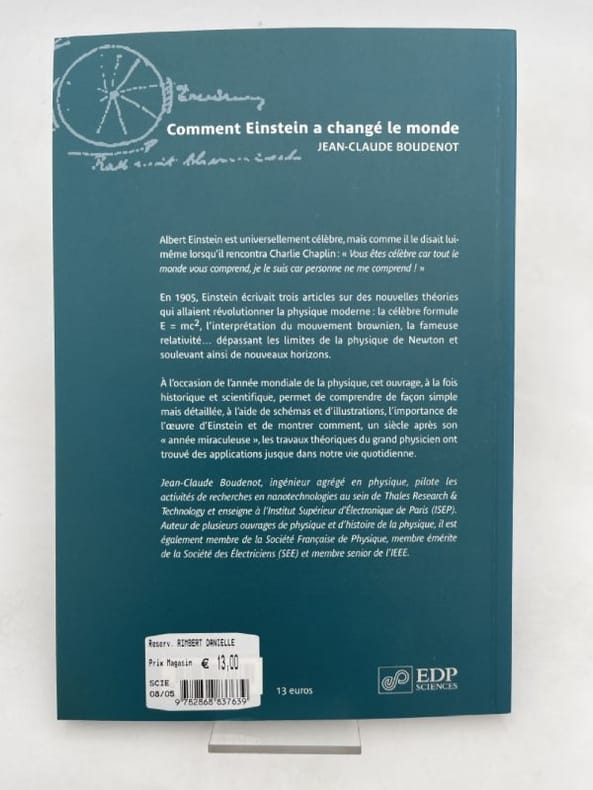 Comment Einstein a changé le monde
JEAN-CLAUDE BOUDENOT
Albert Einstein est universellement célèbre, mais comme il le disait lui-
même lorsqu'il rencontra Charlie Chaplin : « Vous êtes célèbre car tout le
monde vous comprend, je le suis car personne ne me comprend ! »
En 1905, Einstein écrivait trois articles sur des nouvelles théories
qui allaient révolutionner la physique moderne : la célèbre formule
E = mc², l'interprétation du mouvement brownien, la fameuse
relativité... dépassant les limites de la physique de Newton et
soulevant ainsi de nouveaux horizons.
À l'occasion de l'année mondiale de la physique, cet ouvrage, à la fois
historique et scientifique, permet de comprendre de façon simple
mais détaillée, à l'aide de schémas et d'illustrations, l'importance de
l'œuvre d'Einstein et de montrer comment, un siècle après son
« année miraculeuse », les travaux théoriques du grand physicien ont
trouvé des applications jusque dans notre vie quotidienne.
Jean-Claude Boudenot, ingénieur agrégé en physique, pilote les
activités de recherches en nanotechnologies au sein de Thales Research &
Technology et enseigne à l'Institut Supérieur d'Électronique de Paris (ISEP).
Auteur de plusieurs ouvrages de physique et d'histoire de la physique, il est
également membre de la Société Française de Physique, membre émérite
de la Société des Électriciens (SEE) et membre senior de l'IEEE.
Reserv. RIMBERT DANIELLE
Prix Magasin € 13,00
SCIE
08/05
9 782868 837639
13 euros
EDP
SCIENCES